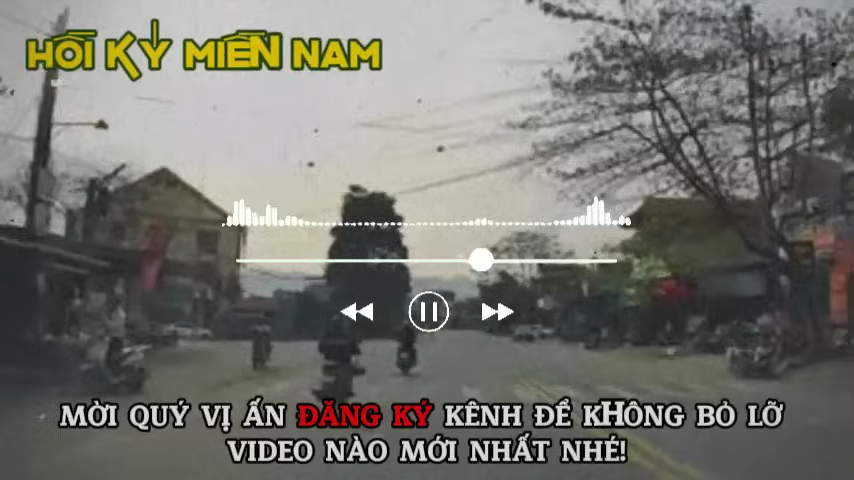 HỒI KÝ MIỀN NAM
MỜI QUÝ VỊ ẤN ĐĂNG KÝ KÊNH ĐỂ KHÔNG BỎ LỠ
VIDEO NÀO MỚI NHẤT NHÉ!